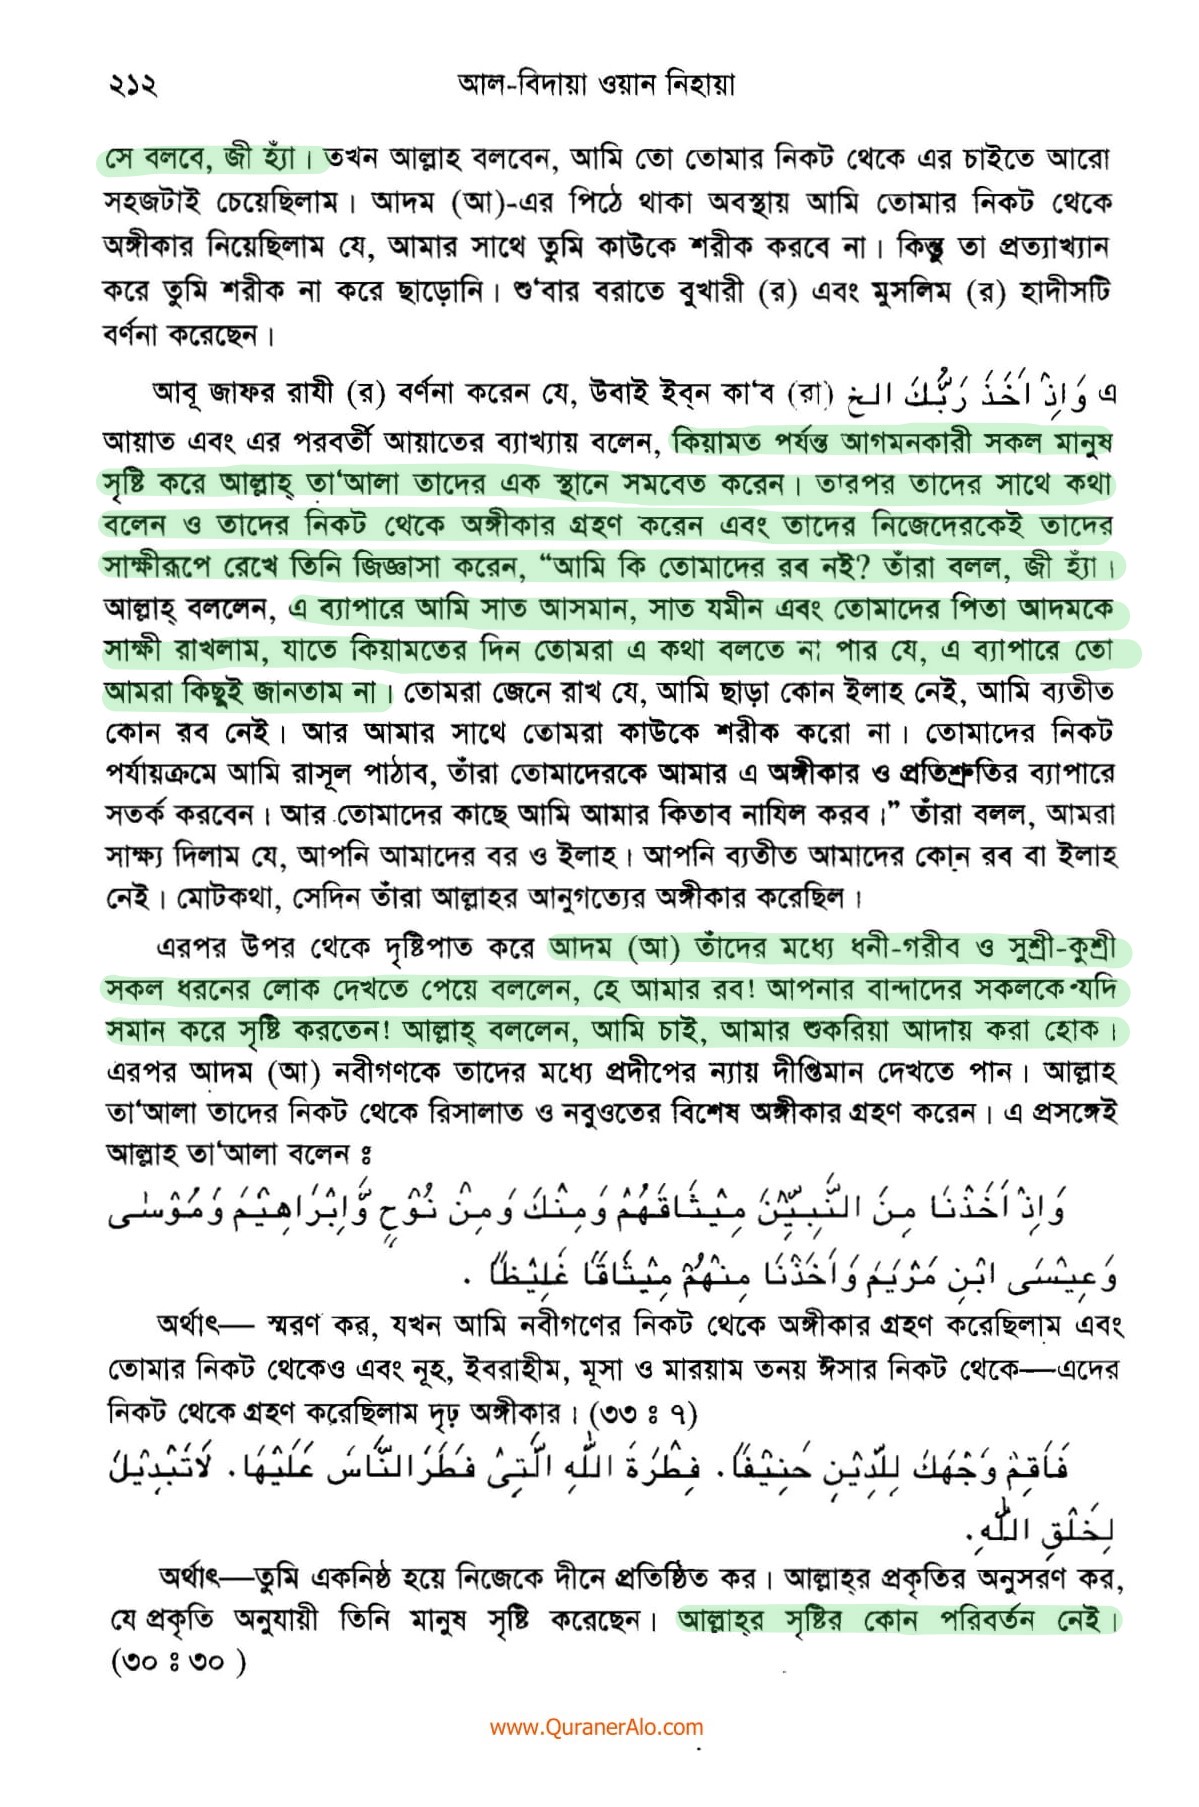 ২১২
আল-বিদায়া ওয়ান নিহায়া
সে বলবে, জী হ্যাঁ। তখন আল্লাহ বলবেন, আমি তো তোমার নিকট থেকে এর চাইতে আরো
সহজটাই চেয়েছিলাম। আদম (আ)-এর পিঠে থাকা অবস্থায় আমি তোমার নিকট থেকে
অঙ্গীকার নিয়েছিলাম যে, আমার সাথে তুমি কাউকে শরীক করবে না। কিন্তু তা প্রত্যাখ্যান
করে তুমি শরীক না করে ছাড়োনি। শু‘বার বরাতে বুখারী (র) এবং মুসলিম (র) হাদীসটি
বর্ণনা করেছেন।
আবূ জাফর রাযী (র) বর্ণনা করেন যে, উবাই ইব্‌ন কা‘ব (রা) وَاِذْ اَخَذَ رَبُّكَ الخ এ
আয়াত এবং এর পরবর্তী আয়াতের ব্যাখ্যায় বলেন, কিয়ামত পর্যন্ত আগমনকারী সকল মানুষ
সৃষ্টি করে আল্লাহ্ তা‘আলা তাদের এক স্থানে সমবেত করেন। তারপর তাদের সাথে কথা
বলেন ও তাদের নিকট থেকে অঙ্গীকার গ্রহণ করেন এবং তাদের নিজেদেরকেই তাদের
সাক্ষীরূপে রেখে তিনি জিজ্ঞাসা করেন, “আমি কি তোমাদের রব নই? তাঁরা বলল, জী হ্যাঁ।
আল্লাহ্ বললেন, এ ব্যাপারে আমি সাত আসমান, সাত যমীন এবং তোমাদের পিতা আদমকে
সাক্ষী রাখলাম, যাতে কিয়ামতের দিন তোমরা এ কথা বলতে না পার যে, এ ব্যাপারে তো
আমরা কিছুই জানতাম না। তোমরা জেনে রাখ যে, আমি ছাড়া কোন ইলাহ নেই, আমি ব্যতীত
কোন রব নেই। আর আমার সাথে তোমরা কাউকে শরীক করো না। তোমাদের নিকট
পর্যায়ক্রমে আমি রাসূল পাঠাব, তাঁরা তোমাদেরকে আমার এ অঙ্গীকার ও প্রতিশ্রুতির ব্যাপারে
সতর্ক করবেন। আর তোমাদের কাছে আমি আমার কিতাব নাযিল করব।” তাঁরা বলল, আমরা
সাক্ষ্য দিলাম যে, আপনি আমাদের বর ও ইলাহ। আপনি ব্যতীত আমাদের কোন রব বা ইলাহ
নেই। মোটকথা, সেদিন তাঁরা আল্লাহর আনুগত্যের অঙ্গীকার করেছিল।
এরপর উপর থেকে দৃষ্টিপাত করে আদম (আ) তাঁদের মধ্যে ধনী-গরীব ও সুশ্রী-কুশ্রী
সকল ধরনের লোক দেখতে পেয়ে বললেন, হে আমার রব! আপনার বান্দাদের সকলকে যদি
সমান করে সৃষ্টি করতেন! আল্লাহ্ বললেন, আমি চাই, আমার শুকরিয়া আদায় করা হোক।
এরপর আদম (আ) নবীগণকে তাদের মধ্যে প্রদীপের ন্যায় দীপ্তিমান দেখতে পান। আল্লাহ
তা‘আলা তাদের নিকট থেকে রিসালাত ও নবুওতের বিশেষ অঙ্গীকার গ্রহণ করেন। এ প্রসঙ্গেই
আল্লাহ তা‘আলা বলেন ঃ
وَاِذْ اَخَذْنَا مِنَ النَّبِيّٖنَ مِيْثَاقَهُمْ وَمِنْكَ وَمِنْ نُوْحٍ وَّاِبْرَاهِيْمَ وَمُوْسٰى
وَعِيْسَى ابْنِ مَرْيَمَ وَاَخَذْنَا مِنْهُمْ مِيْثَاقًا غَلِيْظًا .
অর্থাৎ— স্মরণ কর, যখন আমি নবীগণের নিকট থেকে অঙ্গীকার গ্রহণ করেছিলাম এবং
তোমার নিকট থেকেও এবং নূহ, ইবরাহীম, মূসা ও মারয়াম তনয় ঈসার নিকট থেকে—এদের
নিকট থেকে গ্রহণ করেছিলাম দৃঢ় অঙ্গীকার। (৩৩ ঃ ৭)
فَاَقِمْ وَجْهَكَ لِلدِّيْنِ حَنِيْفًا. فِطْرَةَ اللّٰهِ الَّتِىْ فَطَرَ النَّاسَ عَلَيْهَا. لَاتَبْدِيْلَ
لِخَلْقِ اللّٰهِ.
অর্থাৎ—তুমি একনিষ্ঠ হয়ে নিজেকে দীনে প্রতিষ্ঠিত কর। আল্লাহ্‌র প্রকৃতির অনুসরণ কর,
যে প্রকৃতি অনুযায়ী তিনি মানুষ সৃষ্টি করেছেন। আল্লাহ্‌র সৃষ্টির কোন পরিবর্তন নেই।
(৩০ ঃ ৩০ )
www.QuranerAlo.com